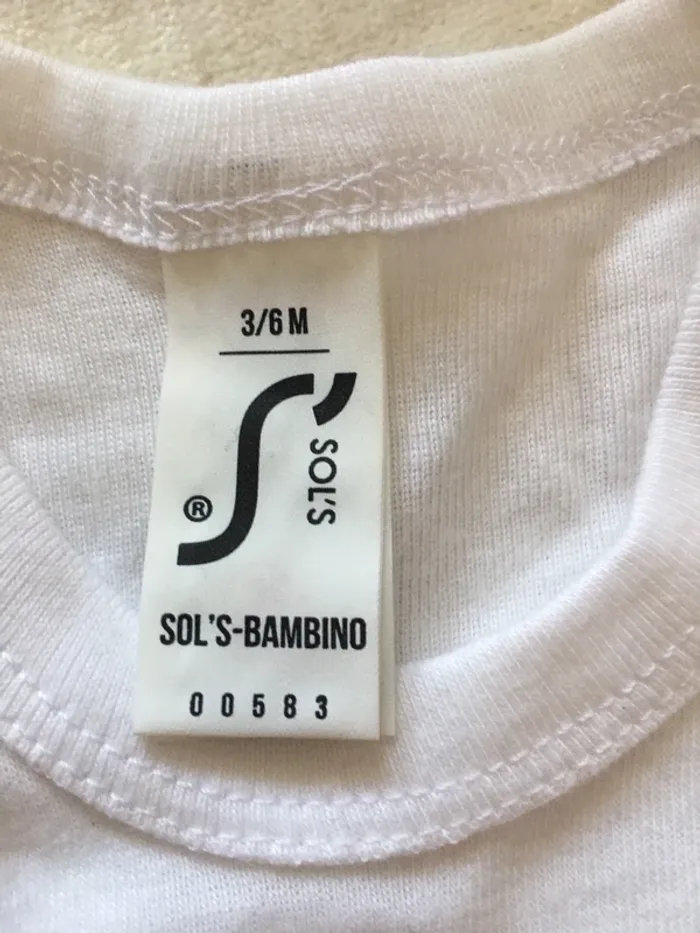 3/6 M
SOL'S
®
SOL'S-BAMBINO
00583